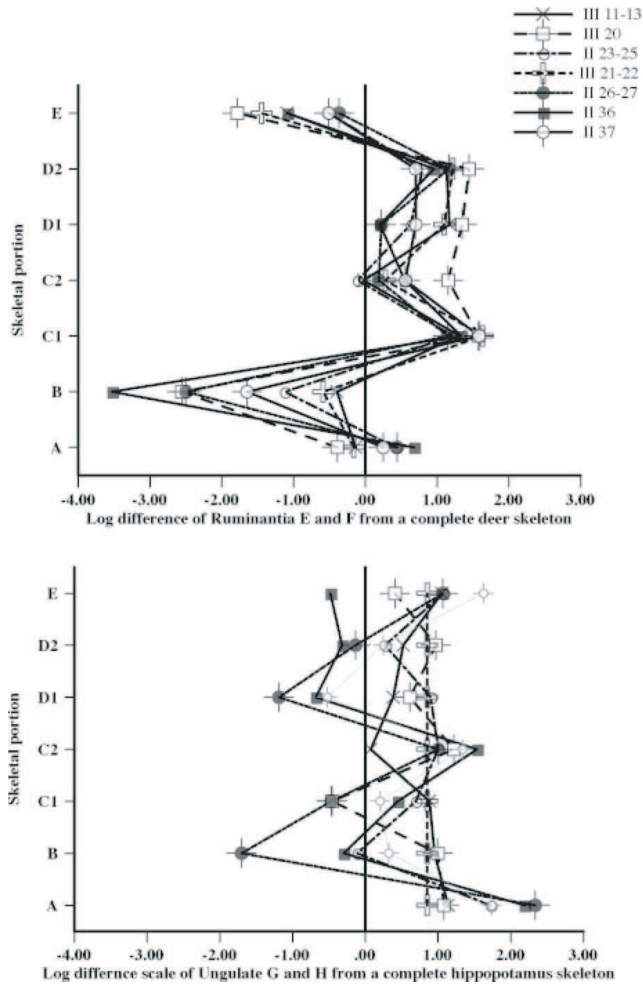 III 11-13
III 20
II 23-25
III 21-22
II 26-27
II 36
II 37
E
D2
D1
C2
C1
B
A
Skeletal portion
-4.00 -3.00 -2.00 -1.00 .00 1.00 2.00 3.00
Log difference of Ruminantia E and F from a complete deer skeleton
E
D2
D1
C2
C1
B
A
Skeletal portion
-4.00 -3.00 -2.00 -1.00 .00 1.00 2.00 3.00
Log differnce scale of Ungulate G and H from a complete hippopotamus skeleton